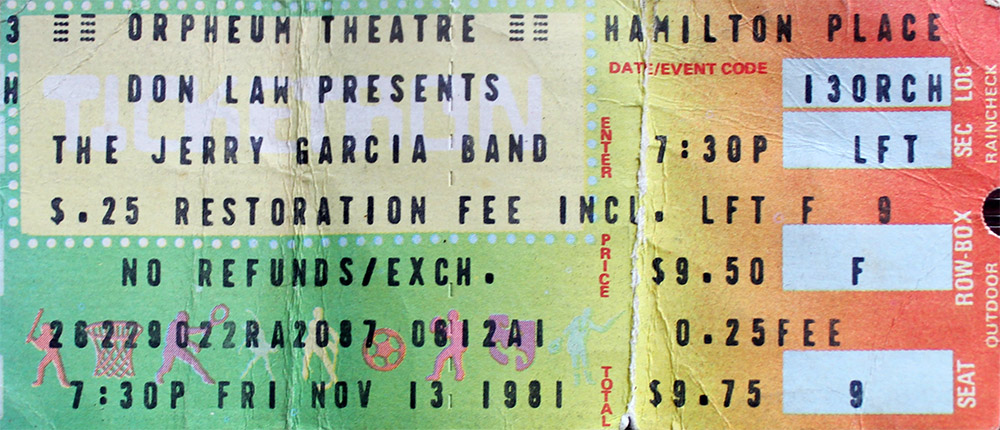 3 ORPHEUM THEATRE HAMILTON PLACE
DATE/EVENT CODE
H DON LAW PRESENTS 13ORCH
TICKETRON
THE JERRY GARCIA BAND 7:30P LFT
$.25 RESTORATION FEE INCL. LFT F 9
NO REFUNDS/EXCH. $9.50 F
26229022RA2087 0812A1 0.25FEE
7:30P FRI NOV 13 1981 $9.75 9
ENTER
PRICE
TOTAL
LOC
SEC
ROW-BOX
SEAT
RAINCHECK
OUTDOOR